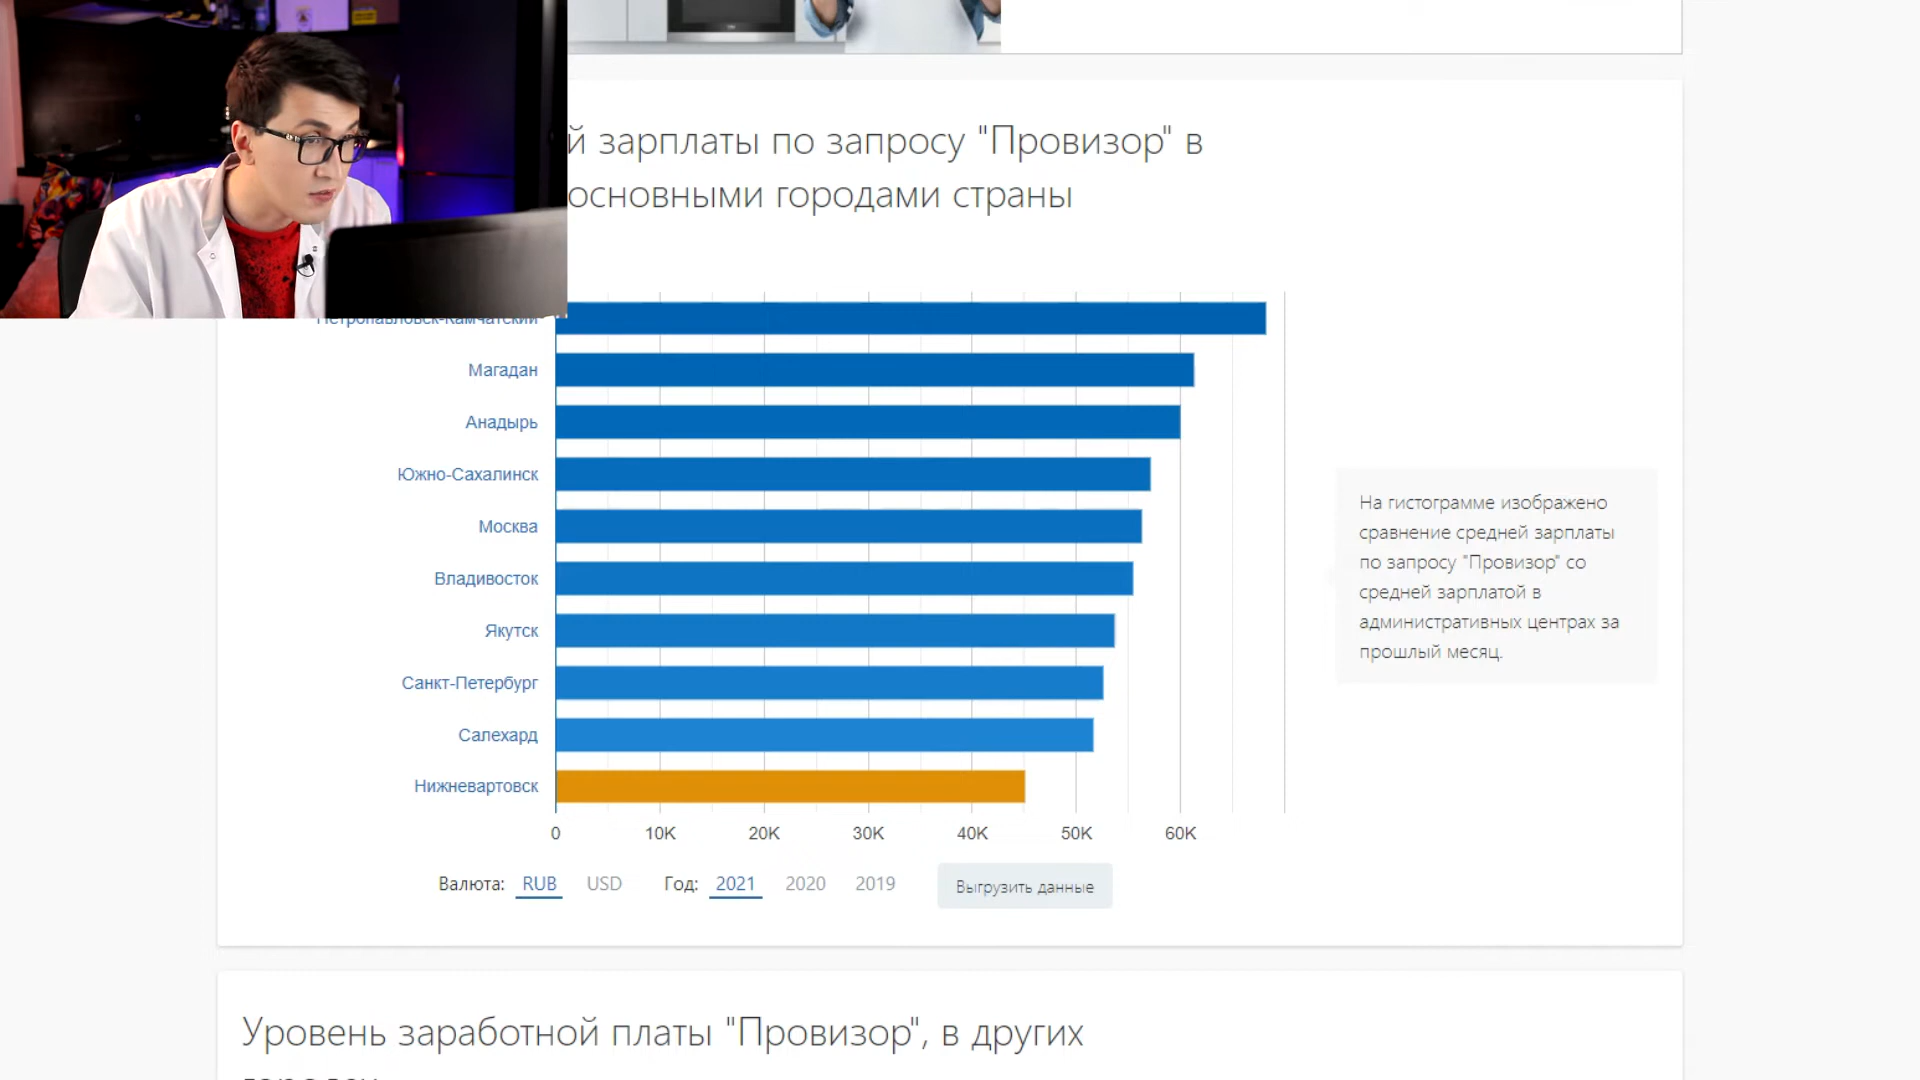 й зарплаты по запросу "Провизор" в
основными городами страны
Петропавловск-Камчатский
Магадан
Анадырь
Южно-Сахалинск
Москва
Владивосток
Якутск
Санкт-Петербург
Салехард
Нижневартовск
0 10K 20K 30K 40K 50K 60K
Валюта: RUB USD Год: 2021 2020 2019 Выгрузить данные
На гистограмме изображено
сравнение средней зарплаты
по запросу "Провизор" со
средней зарплатой в
административных центрах за
прошлый месяц.
Уровень заработной платы "Провизор", в других